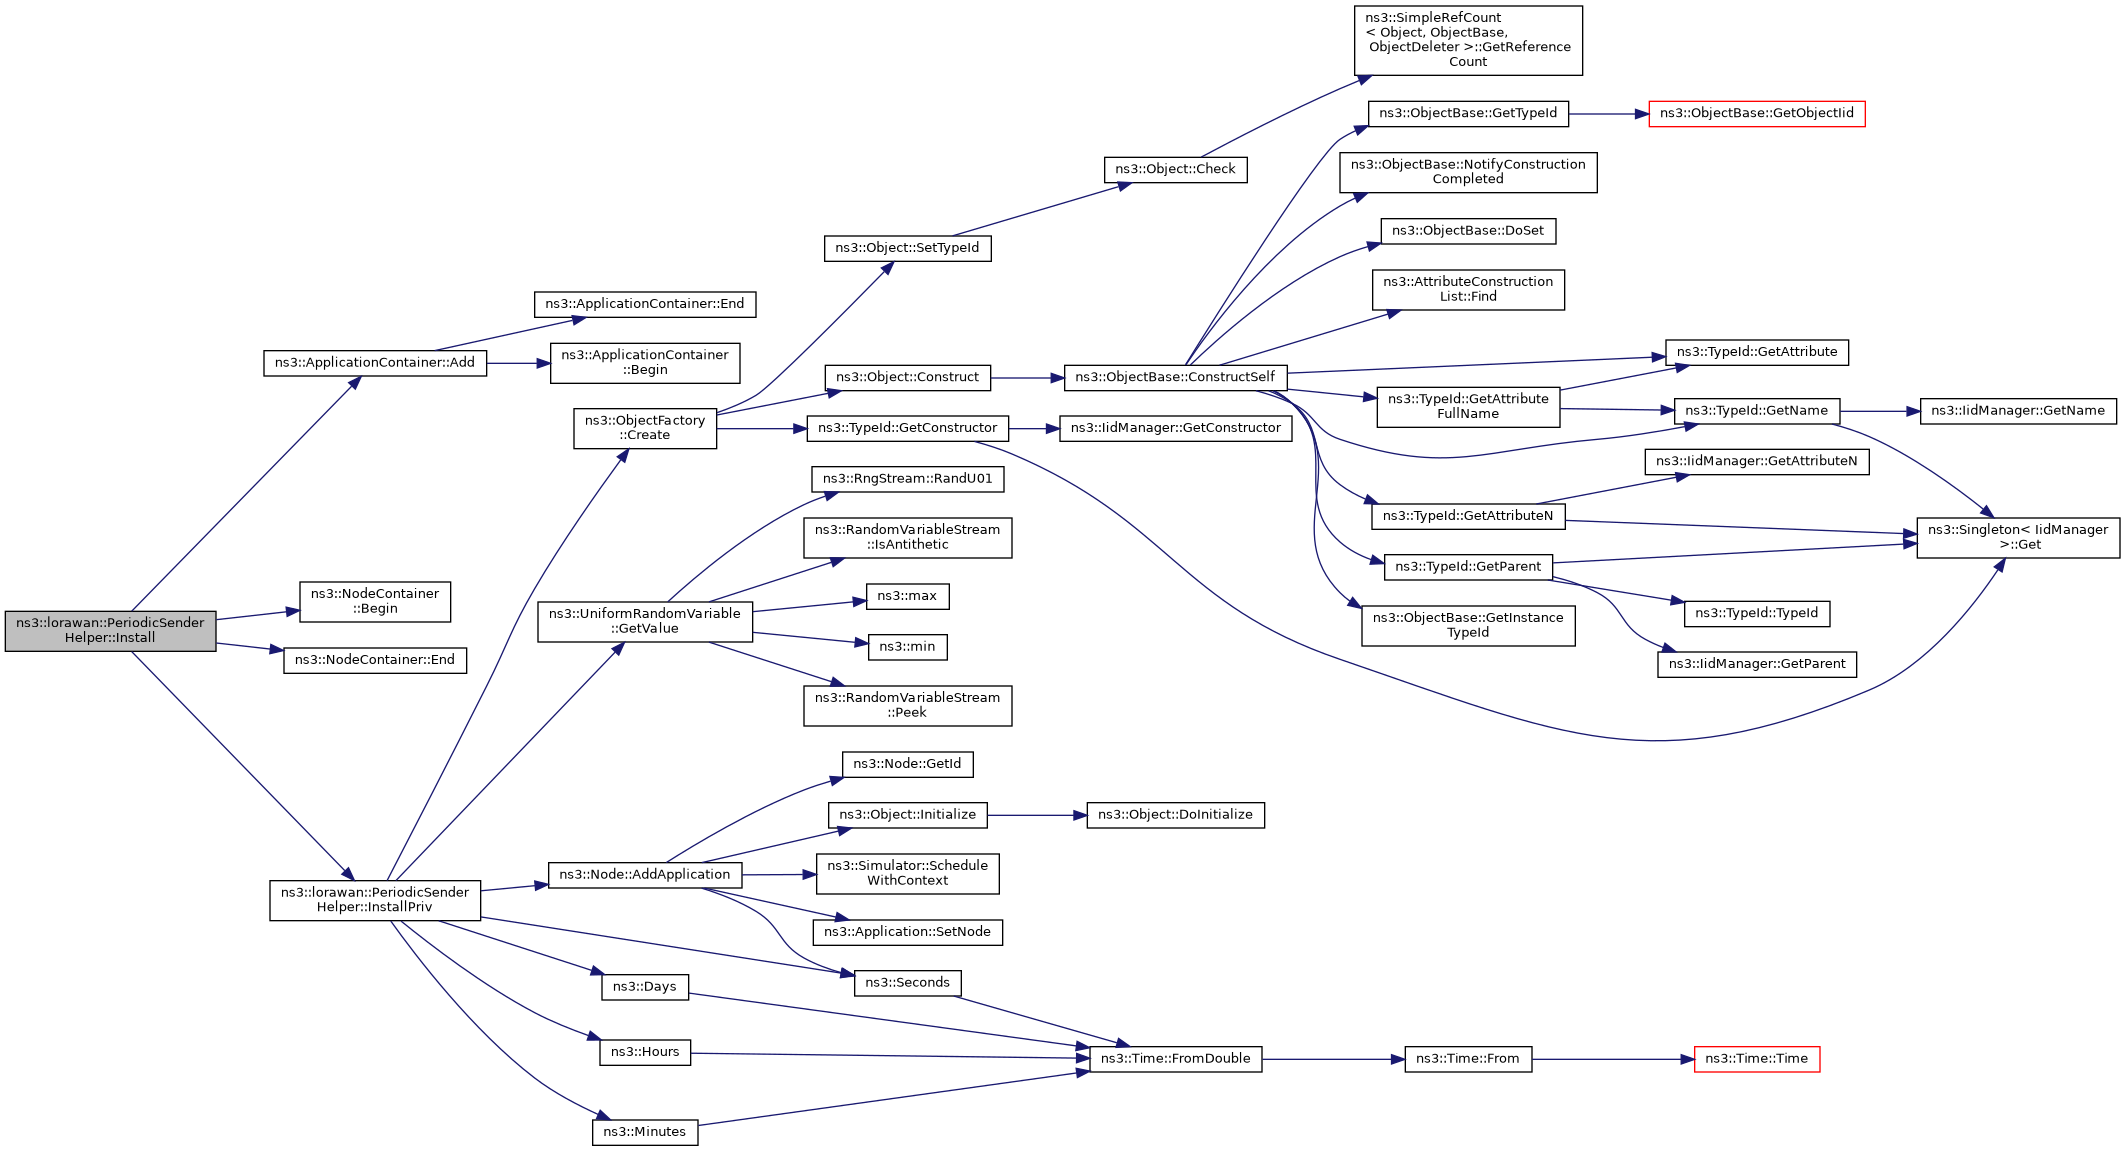 ns3::lorawan::PeriodicSender
Helper::Install
ns3::ApplicationContainer::Add
ns3::ApplicationContainer::End
ns3::ApplicationContainer
::Begin
ns3::NodeContainer
::Begin
ns3::NodeContainer::End
ns3::lorawan::PeriodicSender
Helper::InstallPriv
ns3::ObjectFactory
::Create
ns3::Object::SetTypeId
ns3::Object::Check
ns3::SimpleRefCount
< Object, ObjectBase,
ObjectDeleter >::GetReference
Count
ns3::Object::Construct
ns3::ObjectBase::ConstructSelf
ns3::ObjectBase::GetTypeId
ns3::ObjectBase::GetObjectIid
ns3::ObjectBase::NotifyConstruction
Completed
ns3::ObjectBase::DoSet
ns3::AttributeConstruction
List::Find
ns3::TypeId::GetAttribute
ns3::TypeId::GetAttribute
FullName
ns3::TypeId::GetName
ns3::IidManager::GetName
ns3::TypeId::GetConstructor
ns3::IidManager::GetConstructor
ns3::IidManager::GetAttributeN
ns3::TypeId::GetAttributeN
ns3::Singleton< IidManager
>::Get
ns3::TypeId::GetParent
ns3::TypeId::TypeId
ns3::ObjectBase::GetInstance
TypeId
ns3::IidManager::GetParent
ns3::UniformRandomVariable
::GetValue
ns3::RngStream::RandU01
ns3::RandomVariableStream
::IsAntithetic
ns3::max
ns3::min
ns3::RandomVariableStream
::Peek
ns3::Node::AddApplication
ns3::Node::GetId
ns3::Object::Initialize
ns3::Object::DoInitialize
ns3::Simulator::Schedule
WithContext
ns3::Application::SetNode
ns3::Seconds
ns3::Days
ns3::Hours
ns3::Minutes
ns3::Time::FromDouble
ns3::Time::From
ns3::Time::Time